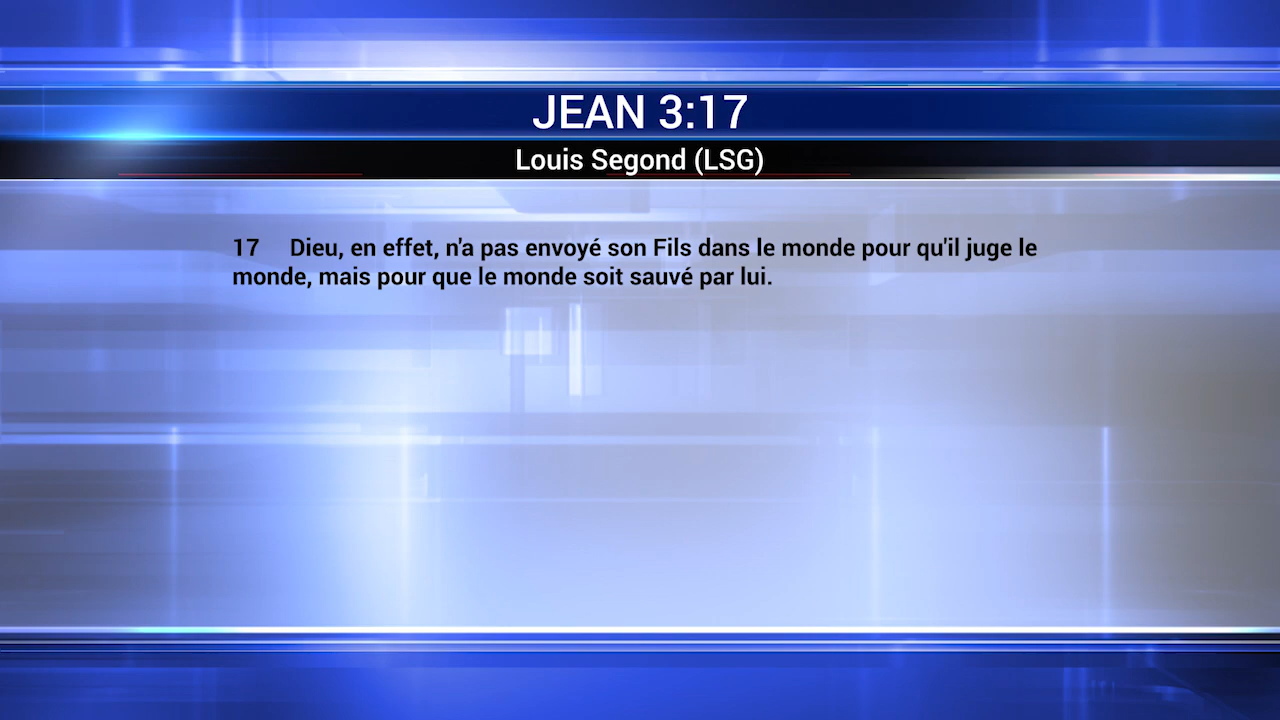 JEAN 3:17
Louis Segond (LSG)
17 Dieu, en effet, n'a pas envoyé son Fils dans le monde pour qu'il juge le
monde, mais pour que le monde soit sauvé par lui.